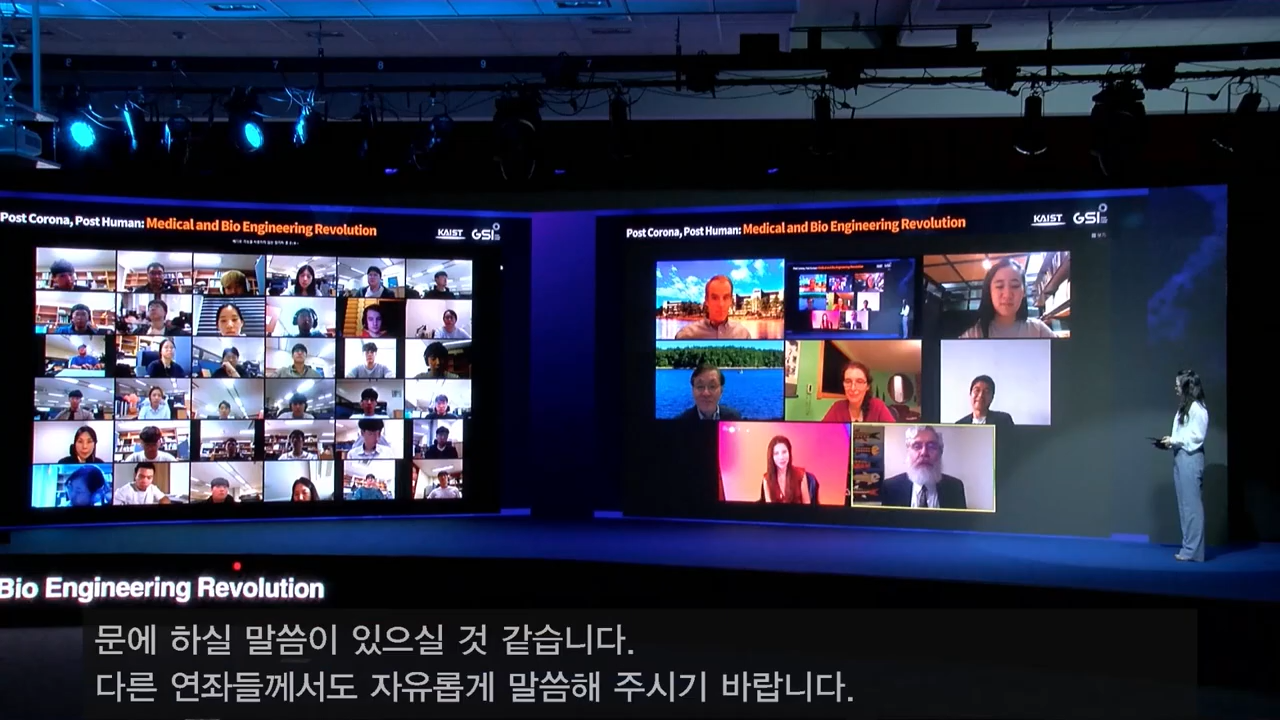 Post Corona, Post Human: Medical and Bio Engineering Revolution
KAIST GSI
Post Corona, Post Human: Medical and Bio Engineering Revolution
KAIST GSI
Bio Engineering Revolution
문에 하실 말씀이 있으실 것 같습니다.
다른 연좌들께서도 자유롭게 말씀해 주시기 바랍니다.